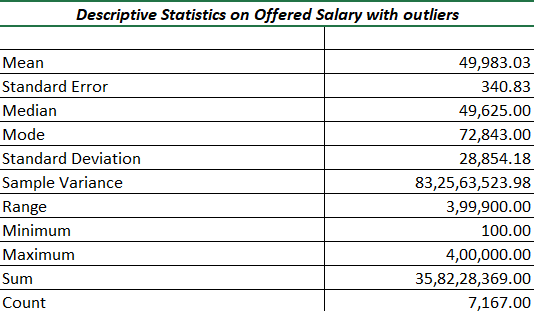 Descriptive Statistics on Offered Salary with outliers
Mean 49,983.03
Standard Error 340.83
Median 49,625.00
Mode 72,843.00
Standard Deviation 28,854.18
Sample Variance 83,25,63,523.98
Range 3,99,900.00
Minimum 100.00
Maximum 4,00,000.00
Sum 35,82,28,369.00
Count 7,167.00